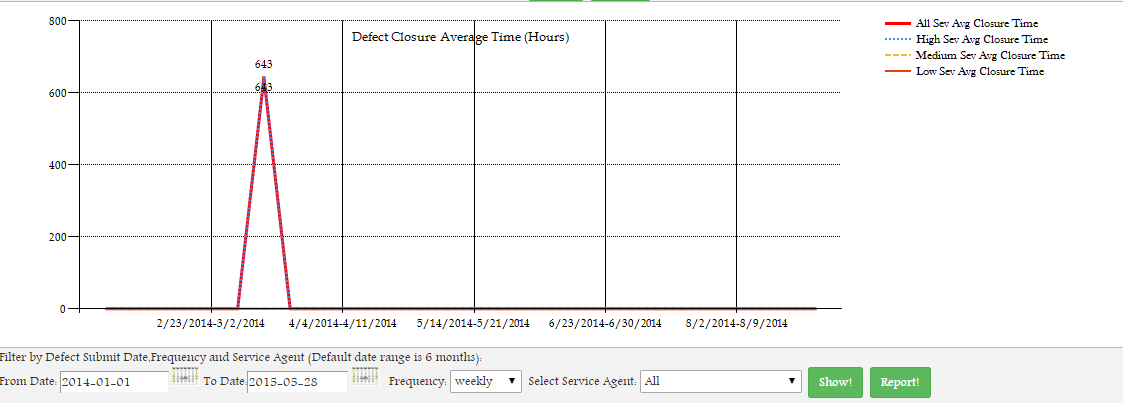 Defect Closure Average Time (Hours)
800
600
400
200
0
643
643
2/23/2014-3/2/2014
4/4/2014-4/11/2014
5/14/2014-5/21/2014
6/23/2014-6/30/2014
8/2/2014-8/9/2014
All Sev Avg Closure Time
High Sev Avg Closure Time
Medium Sev Avg Closure Time
Low Sev Avg Closure Time
Filter by Defect Submit Date,Frequency and Service Agent (Default date range is 6 months):
From Date: 2014-01-01 To Date: 2015-05-28 Frequency: weekly Select Service Agent: All Show! Report!